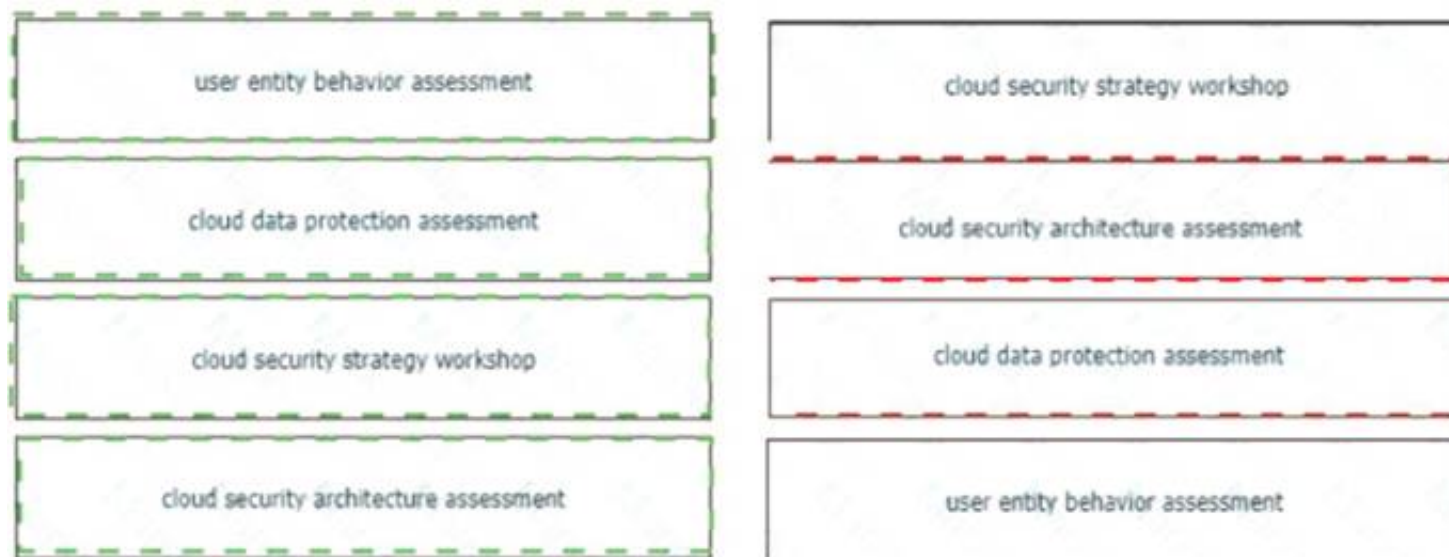 user entity behavior assessment
cloud data protection assessment
cloud security strategy workshop
cloud security architecture assessment
cloud security strategy workshop
cloud security architecture assessment
cloud data protection assessment
user entity behavior assessment